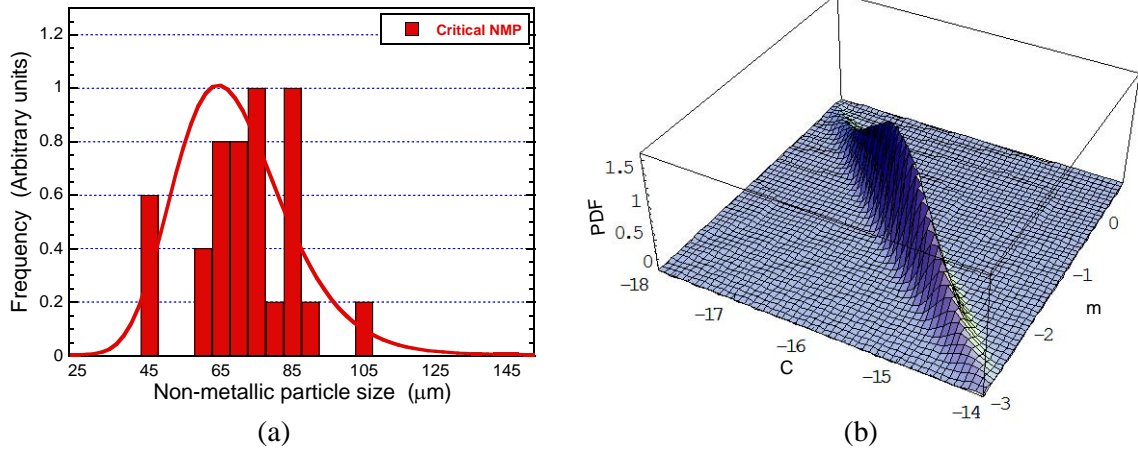 Critical NMP
Frequency (Arbitrary units)
1.2
1
0.8
0.6
0.4
0.2
0
25 45 65 85 105 125 145
Non-metallic particle size (μm)
(a)
PDF
1.5
1
0.5
0
-18
-17
-16
-15
-14
C
0
-1
-2
-3
m
(b)